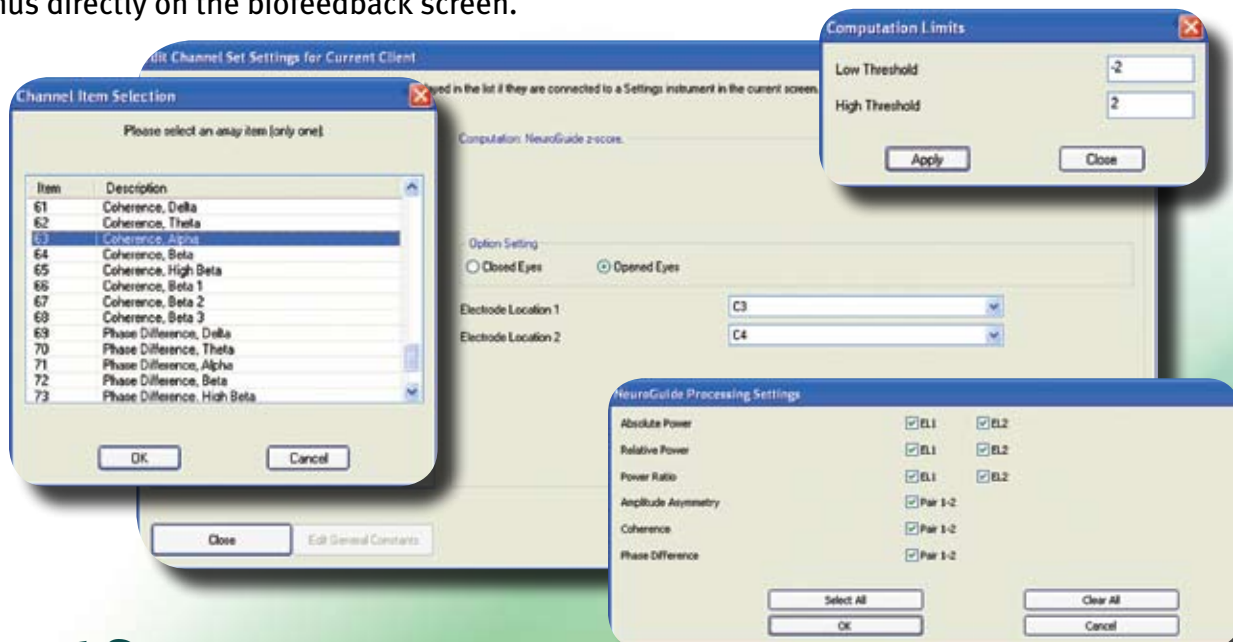 nus directly on the biofeedback screen.
Edit Channel Set Settings for Current Client
yed in the list if they are connected to a Settings instrument in the current screen.
Computation: NeuroGuide z-score.
Option Setting
Closed Eyes Opened Eyes
Electrode Location 1 C3
Electrode Location 2 C4
Close Edit General Constants
Channel Item Selection
Please select an array item (only one).
Item Description
61 Coherence, Delta
62 Coherence, Theta
63 Coherence, Alpha
64 Coherence, Beta
65 Coherence, High Beta
66 Coherence, Beta 1
67 Coherence, Beta 2
68 Coherence, Beta 3
69 Phase Difference, Delta
70 Phase Difference, Theta
71 Phase Difference, Alpha
72 Phase Difference, Beta
73 Phase Difference, High Beta
OK Cancel
Computation Limits
Low Threshold -2
High Threshold 2
Apply Close
NeuroGuide Processing Settings
Absolute Power EL1 EL2
Relative Power EL1 EL2
Power Ratio EL1 EL2
Amplitude Asymmetry Pair 1-2
Coherence Pair 1-2
Phase Difference Pair 1-2
Select All Clear All
OK Cancel